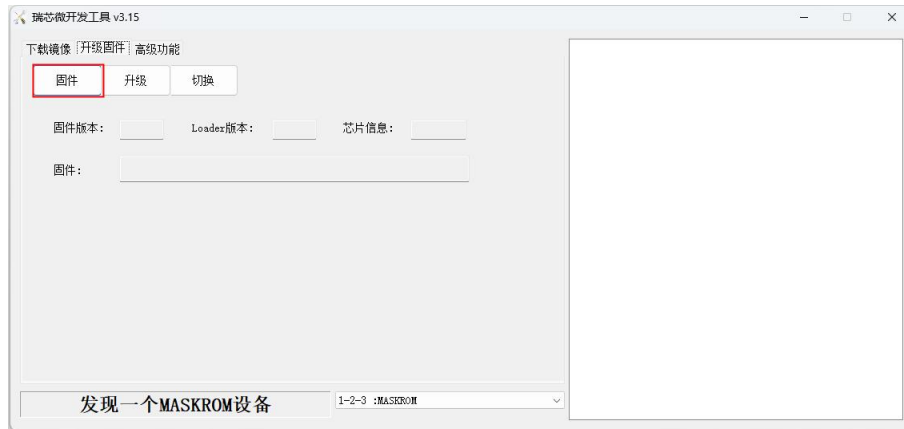 瑞芯微开发工具 v3.15
下载镜像 升级固件 高级功能
固件 升级 切换
固件版本: Loader版本: 芯片信息:
固件:
发现一个MASKROM设备 1-2-3 :MASKROM